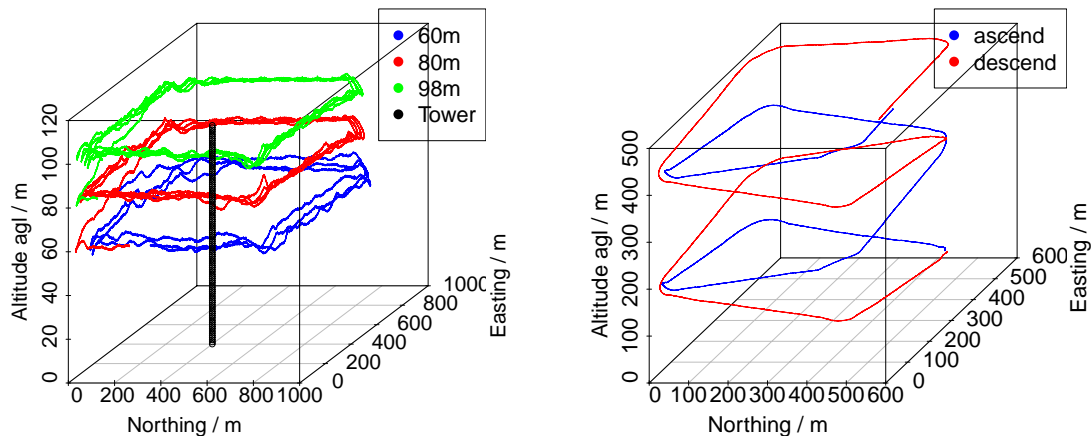 60m
80m
98m
Tower
0 20 40 60 80 100 120
Altitude agl / m
0 200 400 600 800 1000
Northing / m
0 200 400 600 800 1000
Easting / m
ascend
descend
0 100 200 300 400 500
Altitude agl / m
0 100 200 300 400 500 600
Northing / m
0 100 200 300 400 500 600
Easting / m